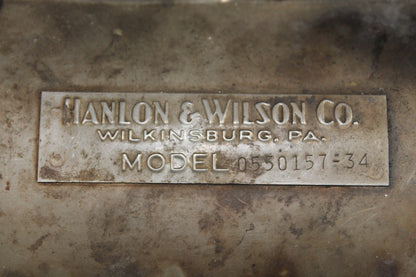 HANLON & WILSON CO.
WILKINSBURG, PA.
MODEL 0550157-34